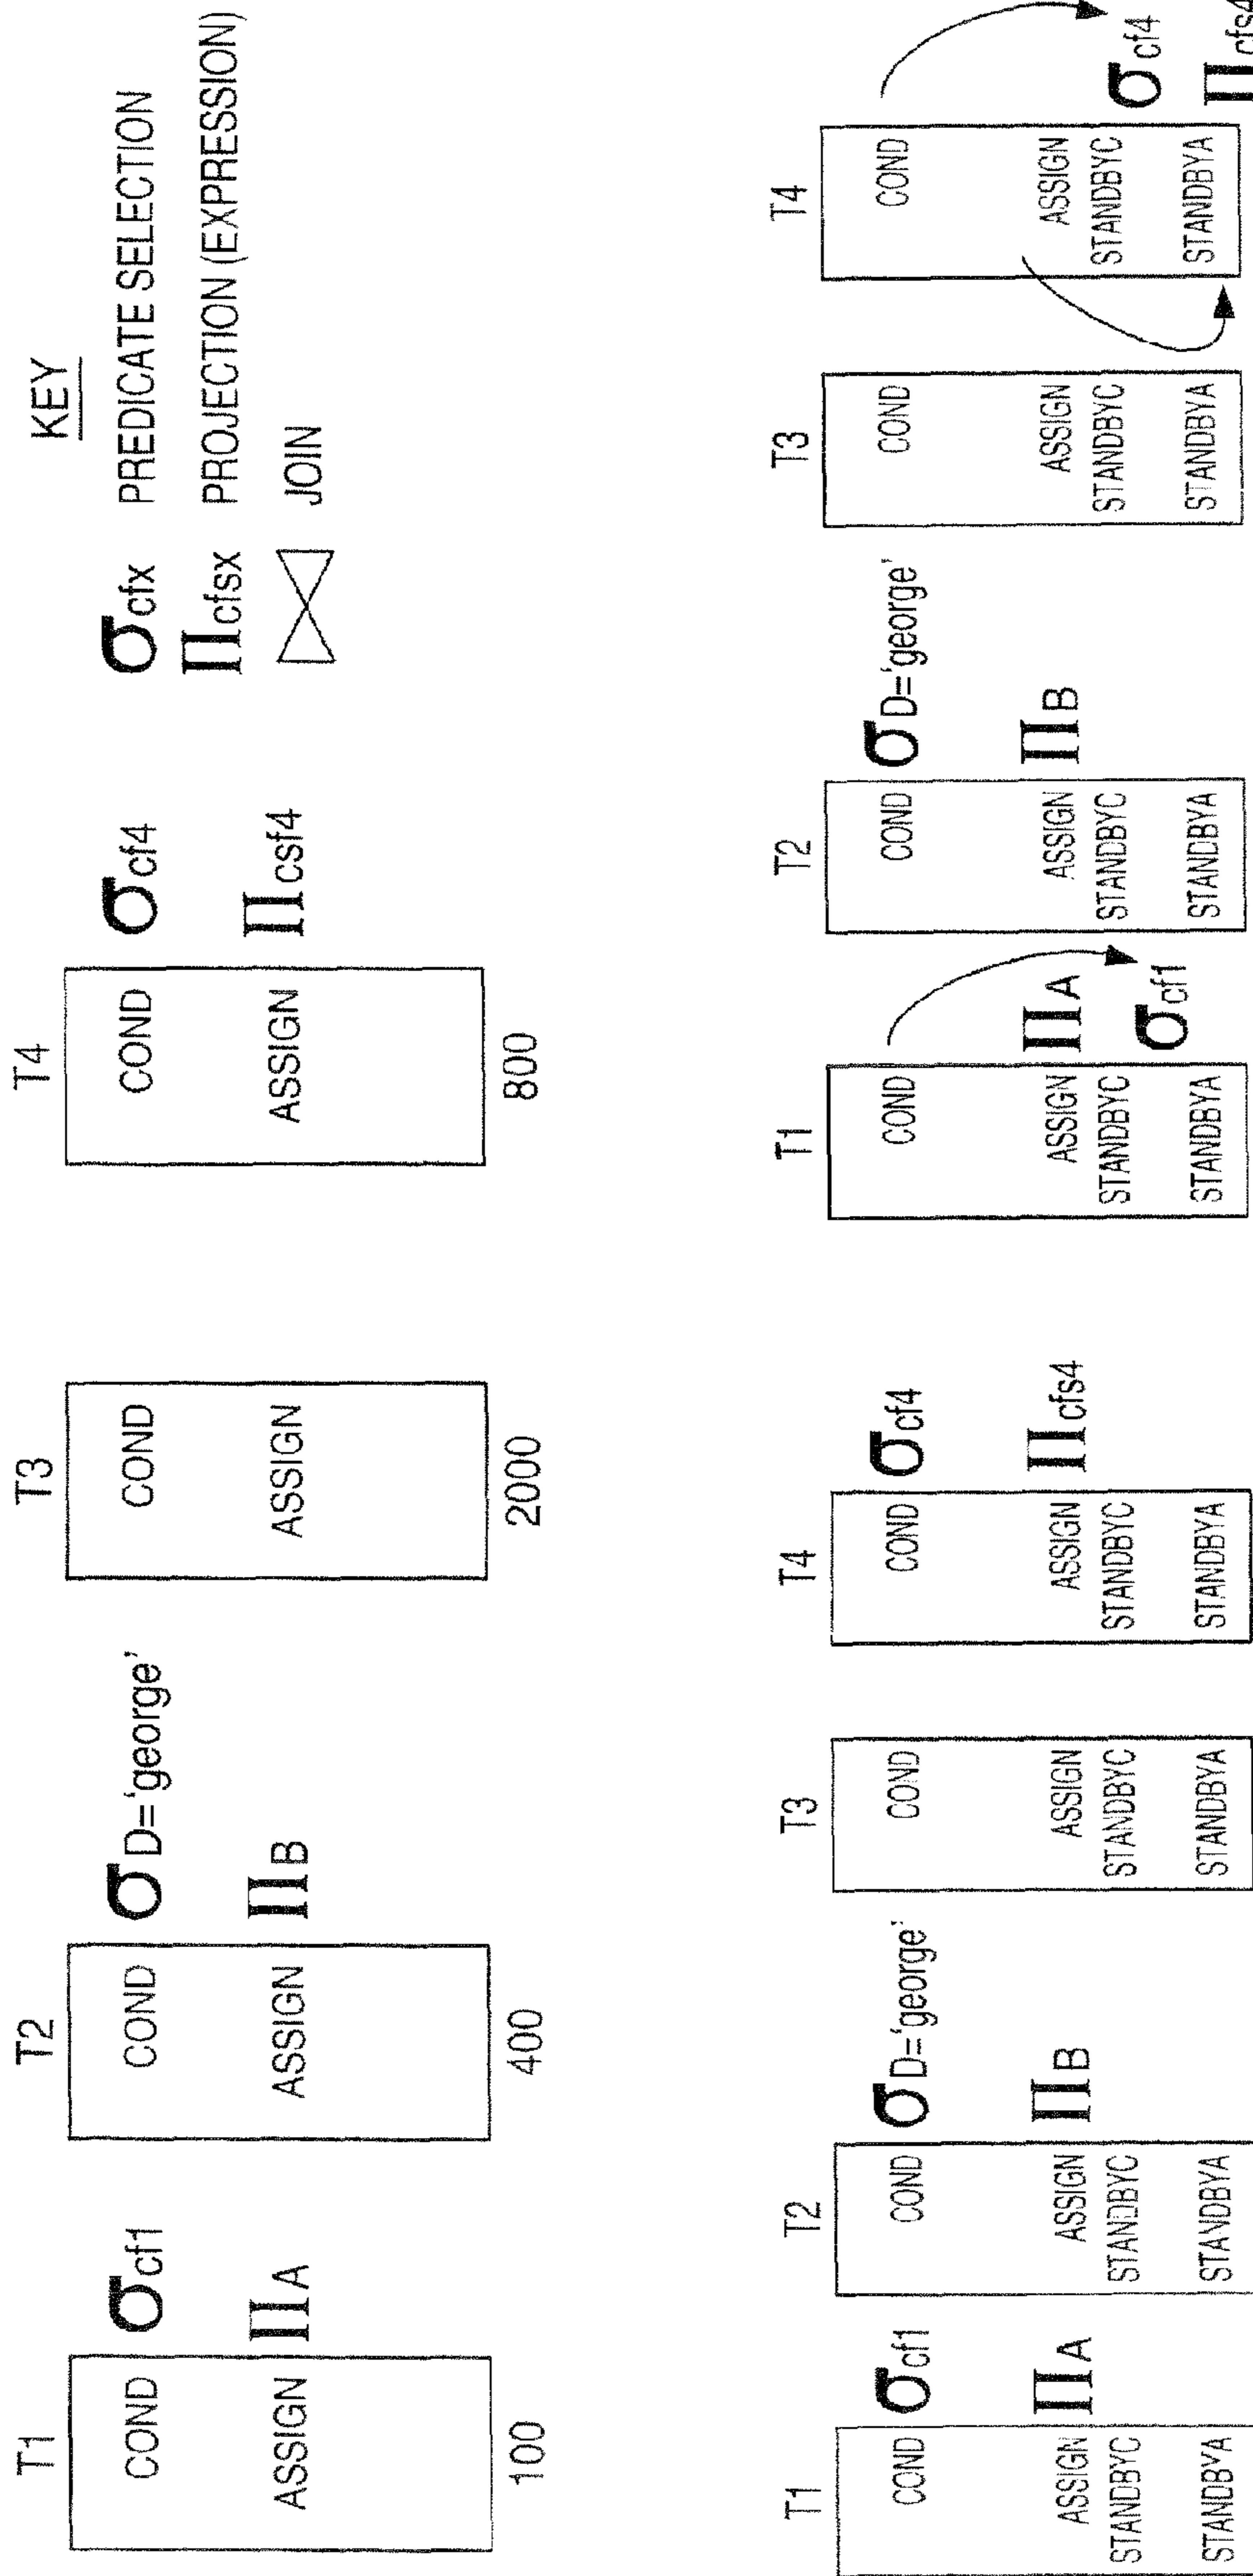 KEY
σcfx PREDICATE SELECTION
Πcfsx PROJECTION (EXPRESSION)
JOIN
T1
COND σcf1
ASSIGN ΠA
100
T2
COND σD=‘george’
ASSIGN ΠB
400
T3
COND
ASSIGN
2000
T4
COND σcf4
ASSIGN Πcsf4
800
T1
COND σcf1
ASSIGN ΠA
STANDBYC
STANDBYA
T2
COND σD=‘george’
ASSIGN ΠB
STANDBYC
STANDBYA
T3
COND
ASSIGN
STANDBYC
STANDBYA
T4
COND σcf4
ASSIGN Πcfs4
STANDBYC
STANDBYA
T1
COND
ASSIGN ΠA
STANDBYC σcf1
STANDBYA
T2
COND σD=‘george’
ASSIGN ΠB
STANDBYC
STANDBYA
T3
COND
ASSIGN
STANDBYC
STANDBYA
T4
COND
ASSIGN
STANDBYC σcf4
STANDBYA Πcfs4